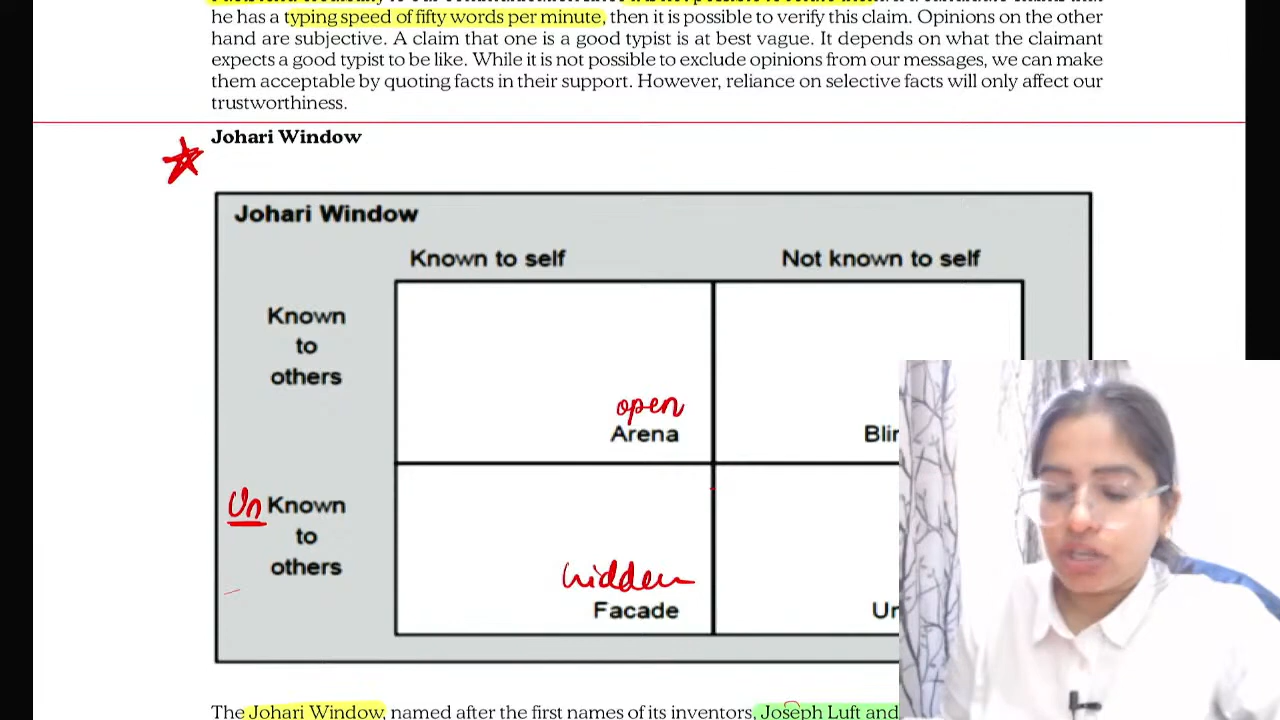 he has a typing speed of fifty words per minute, then it is possible to verify this claim. Opinions on the other
hand are subjective. A claim that one is a good typist is at best vague. It depends on what the claimant
expects a good typist to be like. While it is not possible to exclude opinions from our messages, we can make
them acceptable by quoting facts in their support. However, reliance on selective facts will only affect our
trustworthiness.
Johari Window
Johari Window
Known to self
Not known to self
Known
to
others
open
Arena
Blin
Un Known
to
others
hidden
Facade
Un
The Johari Window, named after the first names of its inventors, Joseph Luft and